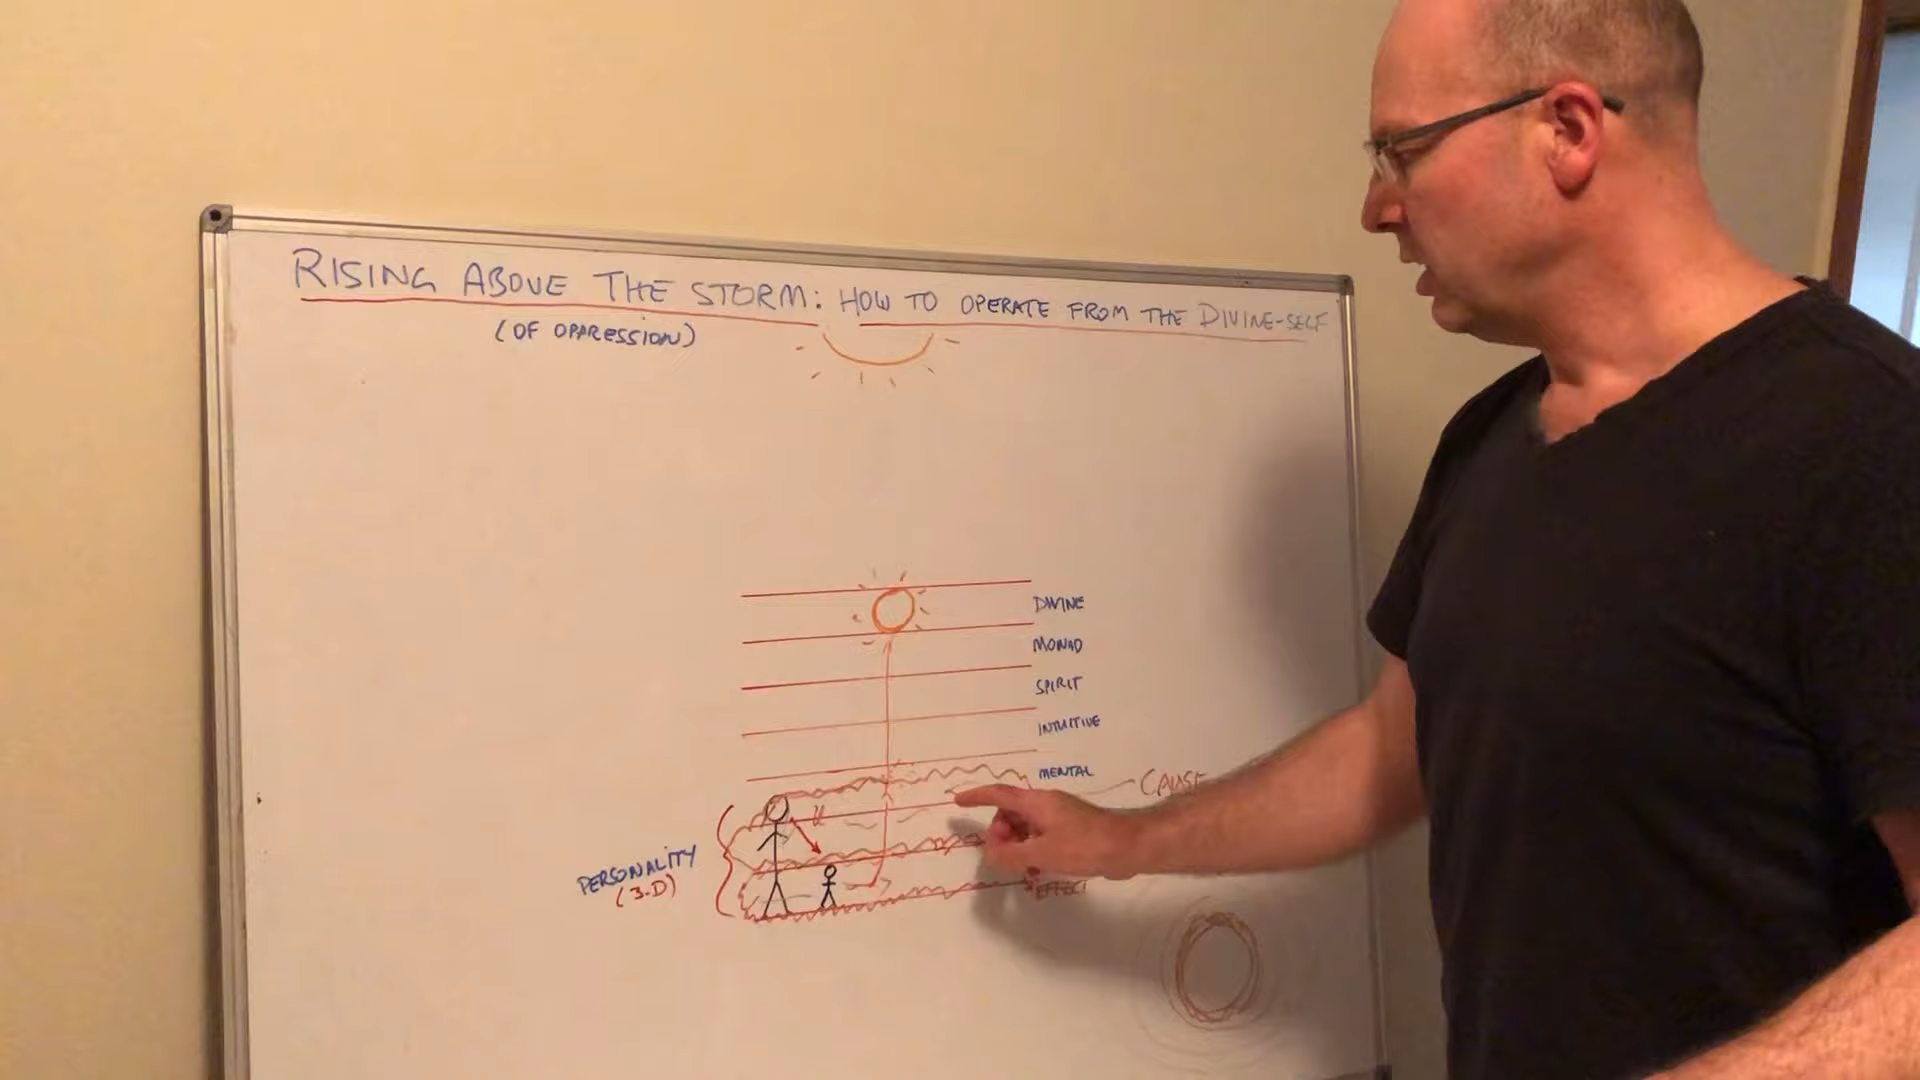 RISING ABOVE THE STORM: HOW TO OPERATE FROM THE DIVINE-SELF
(OF OPPRESSION)
DIVINE
MONAD
SPIRIT
INTUITIVE
MENTAL
CAUSE
PERSONALITY
(3-D)
EFFECT